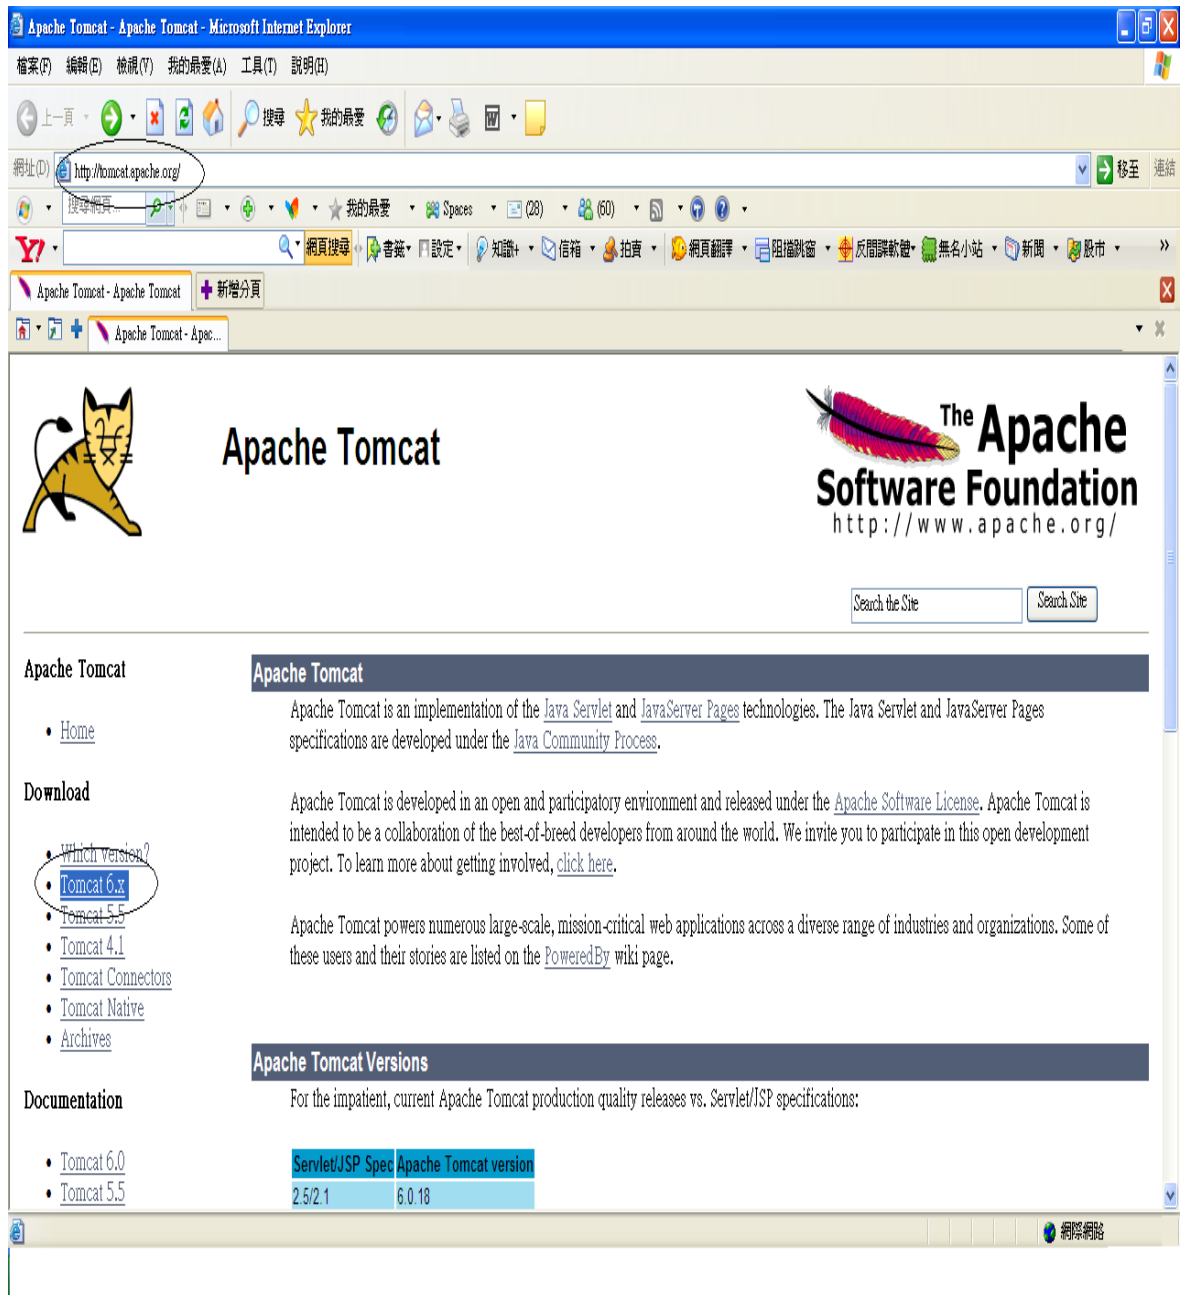 Apache Tomcat - Apache Tomcat - Microsoft Internet Explorer
檔案(F) 編輯(E) 檢視(V) 我的最愛(A) 工具(T) 說明(H)
上一頁 搜尋 我的最愛
網址(D) http://tomcat.apache.org/ 移至 連結
搜尋網頁... 我的最愛 Spaces (28) (60)
Y! 網頁搜尋 書籤 設定 知識+ 信箱 拍賣 網頁翻譯 阻擋跳窗 反間諜軟體 無名小站 新聞 股市 »
Apache Tomcat - Apache Tomcat 新增分頁
Apache Tomcat - Apac...
Apache Tomcat
The Apache
Software Foundation
http://www.apache.org/
Search the Site Search Site
Apache Tomcat
• Home
Download
• Which version?
• Tomcat 6.x
• Tomcat 5.5
• Tomcat 4.1
• Tomcat Connectors
• Tomcat Native
• Archives
Documentation
• Tomcat 6.0
• Tomcat 5.5
Apache Tomcat
Apache Tomcat is an implementation of the Java Servlet and JavaServer Pages technologies. The Java Servlet and JavaServer Pages
specifications are developed under the Java Community Process.
Apache Tomcat is developed in an open and participatory environment and released under the Apache Software License. Apache Tomcat is
intended to be a collaboration of the best-of-breed developers from around the world. We invite you to participate in this open development
project. To learn more about getting involved, click here.
Apache Tomcat powers numerous large-scale, mission-critical web applications across a diverse range of industries and organizations. Some of
these users and their stories are listed on the PoweredBy wiki page.
Apache Tomcat Versions
For the impatient, current Apache Tomcat production quality releases vs. Servlet/JSP specifications:
Servlet/JSP Spec Apache Tomcat version
2.5/2.1 6.0.18
網際網路